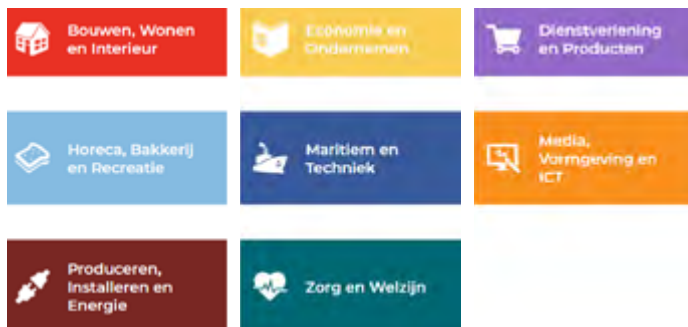 Bouwen, Wonen
en Interieur
Economie en
Ondernemen
Dienstverlening
en Producten
Horeca, Bakkerij
en Recreatie
Maritiem en
Techniek
Media,
Vormgeving en
ICT
Produceren,
Installeren en
Energie
Zorg en Welzijn